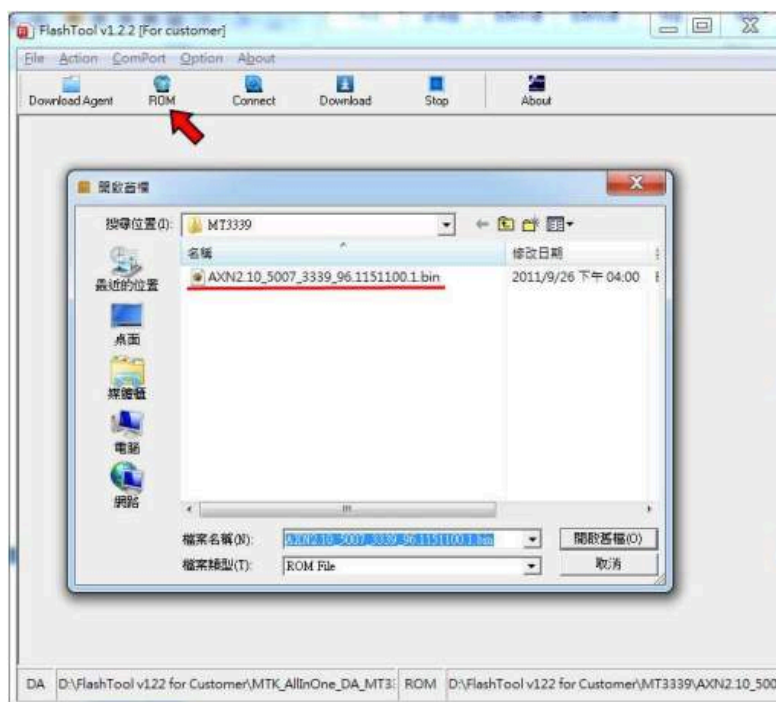 FlashTool v1.2.2 [For customer]
File Action ComPort Option About
Download Agent ROM Connect Download Stop About
開啟舊檔
搜尋位置(I): MT3339
名稱 修改日期
AXN2.10_5007_3339_96.1151100.1.bin 2011/9/26 下午 04:00
最近的位置
桌面
媒體櫃
電腦
網路
檔案名稱(N): AXN2.10_5007_3339_96.1151100.1.bin 開啟舊檔(O)
檔案類型(T): ROM File 取消
DA D:\FlashTool v122 for Customer\MTK_AllInOne_DA_MT3 ROM D:\FlashTool v122 for Customer\MT3339\AXN2.10_500